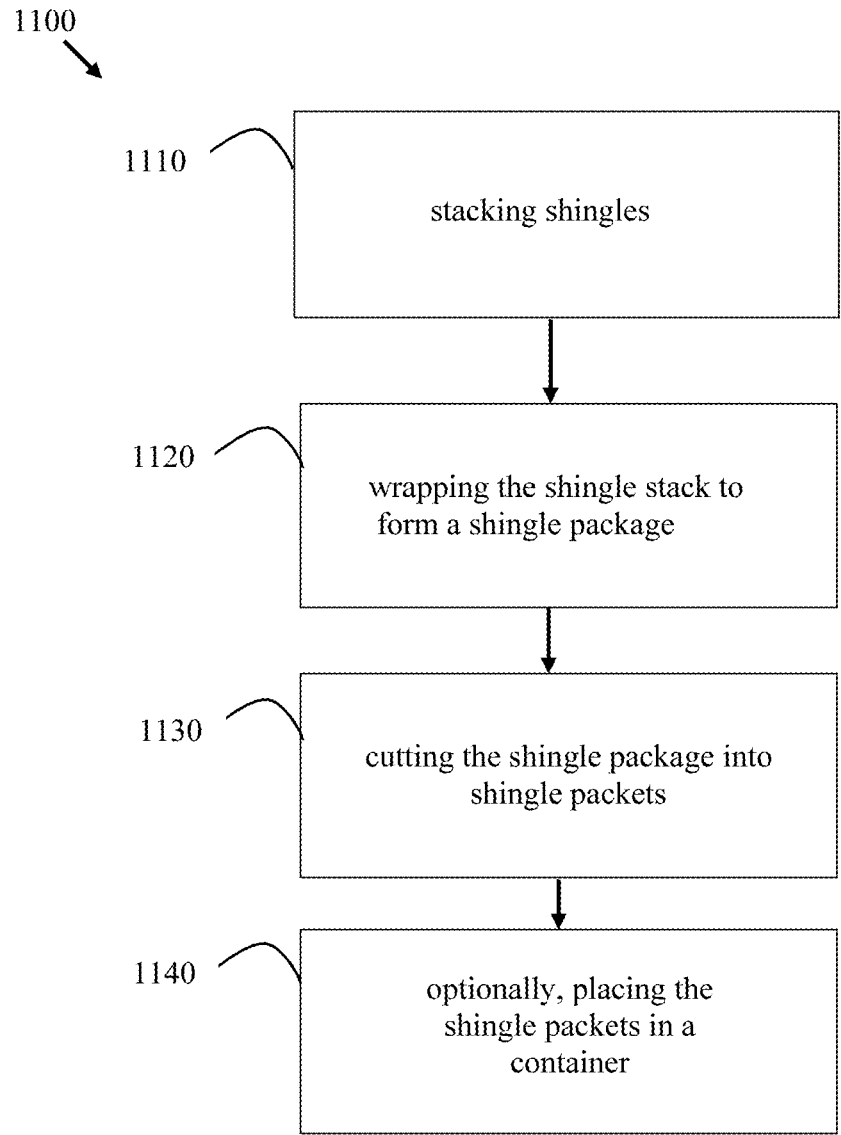 1100
1110
stacking shingles
1120
wrapping the shingle stack to
form a shingle package
1130
cutting the shingle package into
shingle packets
1140
optionally, placing the
shingle packets in a
container